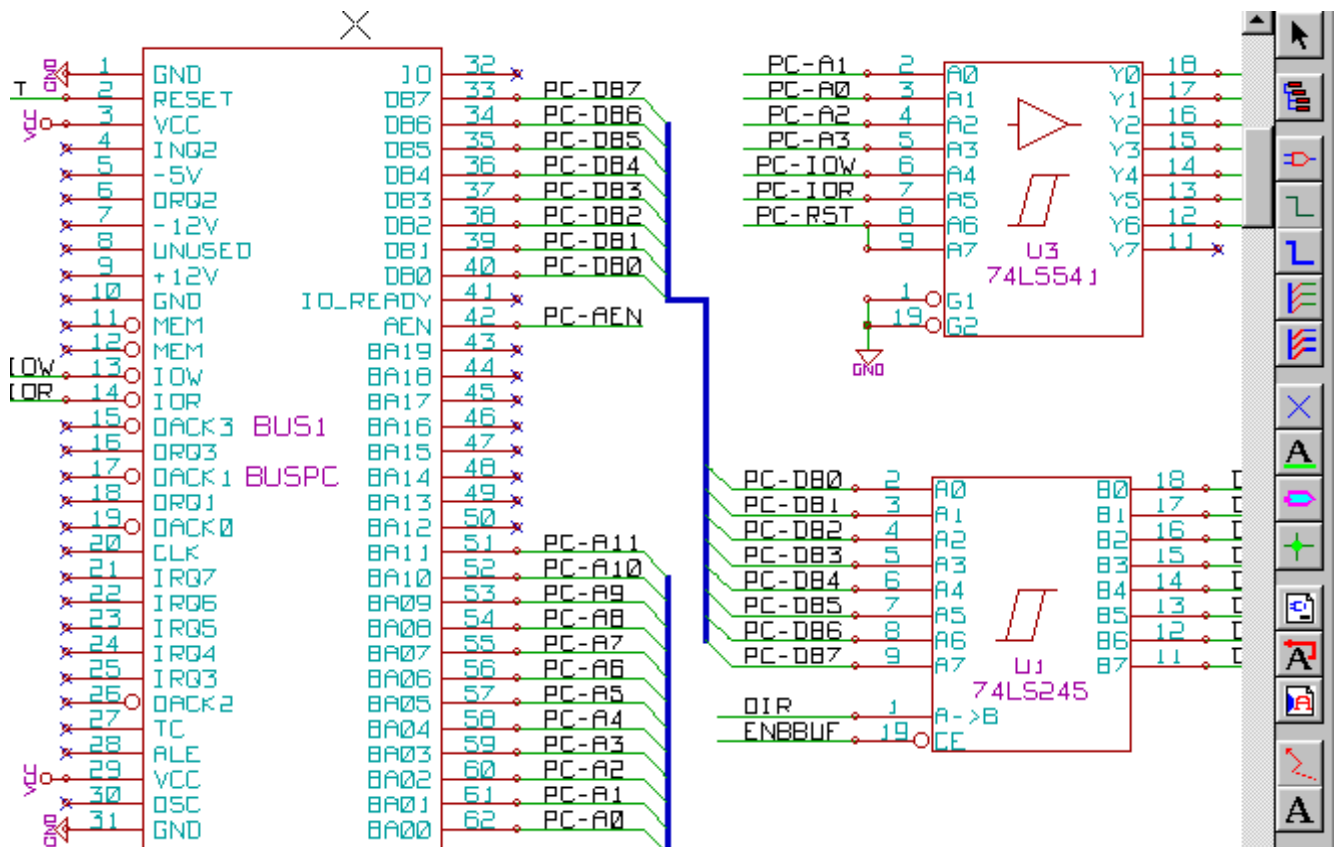 1 GND IO 32
T 2 RESET DB7 33 PC-DB7
VCC 3 VCC DB6 34 PC-DB6
4 INQ2 DB5 35 PC-DB5
5 -5V DB4 36 PC-DB4
6 DRQ2 DB3 37 PC-DB3
7 -12V DB2 38 PC-DB2
8 UNUSED DB1 39 PC-DB1
9 +12V DB0 40 PC-DB0
10 GND IO_READY 41
11 MEM AEN 42 PC-AEN
12 MEM BA19 43
IOW 13 IOW BA18 44
IOR 14 IOR BA17 45
15 DACK3 BUS1 BA16 46
16 DRQ3 BA15 47
17 DACK1 BUSPC BA14 48
18 DRQ1 BA13 49
19 DACK0 BA12 50
20 CLK BA11 51 PC-A11
21 IRQ7 BA10 52 PC-A10
22 IRQ6 BA09 53 PC-A9
23 IRQ5 BA08 54 PC-A8
24 IRQ4 BA07 55 PC-A7
25 IRQ3 BA06 56 PC-A6
26 DACK2 BA05 57 PC-A5
27 TC BA04 58 PC-A4
28 ALE BA03 59 PC-A3
VCC 29 VCC BA02 60 PC-A2
30 OSC BA01 61 PC-A1
GND 31 GND BA00 62 PC-A0
GND
PC-A1 2 A0 Y0 18
PC-A0 3 A1 Y1 17
PC-A2 4 A2 Y2 16
PC-A3 5 A3 Y3 15
PC-IOW 6 A4 Y4 14
PC-IOR 7 A5 Y5 13
PC-RST 8 A6 Y6 12
9 A7 Y7 11
U3
74LS541
1 G1
19 G2
GND
PC-DB0 2 A0 B0 18 D
PC-DB1 3 A1 B1 17 D
PC-DB2 4 A2 B2 16 D
PC-DB3 5 A3 B3 15 D
PC-DB4 6 A4 B4 14 D
PC-DB5 7 A5 B5 13 D
PC-DB6 8 A6 B6 12 D
PC-DB7 9 A7 B7 11 D
U1
74LS245
DIR 1 A->B
ENBBUF 19 CE
A
A
A
A